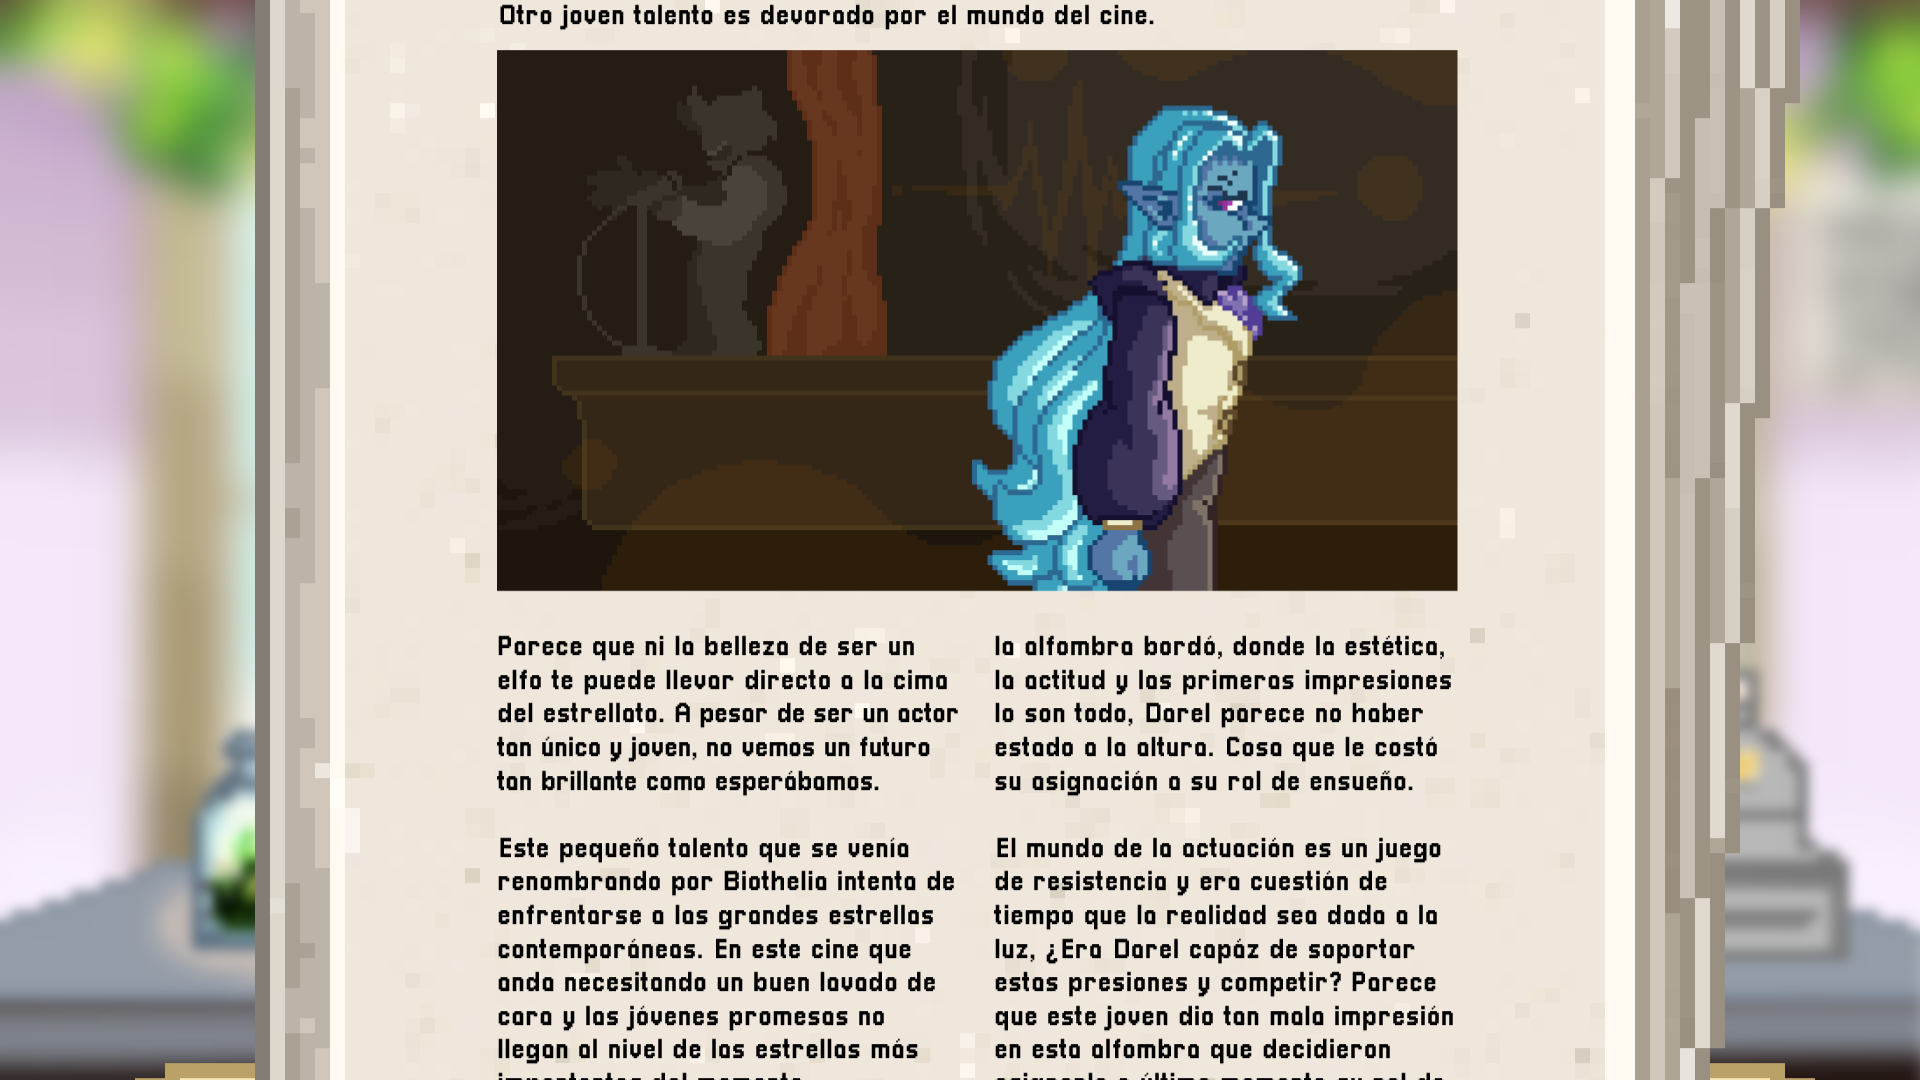 Otro joven talento es devorado por el mundo del cine.
Parece que ni la belleza de ser un
elfo te puede llevar directo a la cima
del estrellato. A pesar de ser un actor
tan único y joven, no vemos un futuro
tan brillante como esperábamos.
Este pequeño talento que se venía
renombrando por Biothelia intenta de
enfrentarse a las grandes estrellas
contemporáneas. En este cine que
anda necesitando un buen lavado de
cara y las jóvenes promesas no
llegan al nivel de las estrellas más
importantes del momento
la alfombra bordó, donde la estética,
la actitud y las primeras impresiones
lo son todo, Darel parece no haber
estado a la altura. Cosa que le costó
su asignación a su rol de ensueño.
El mundo de la actuación es un juego
de resistencia y era cuestión de
tiempo que la realidad sea dada a la
luz, ¿Era Darel capáz de soportar
estas presiones y competir? Parece
que este joven dio tan mala impresión
en esta alfombra que decidieron
último momento su rol de